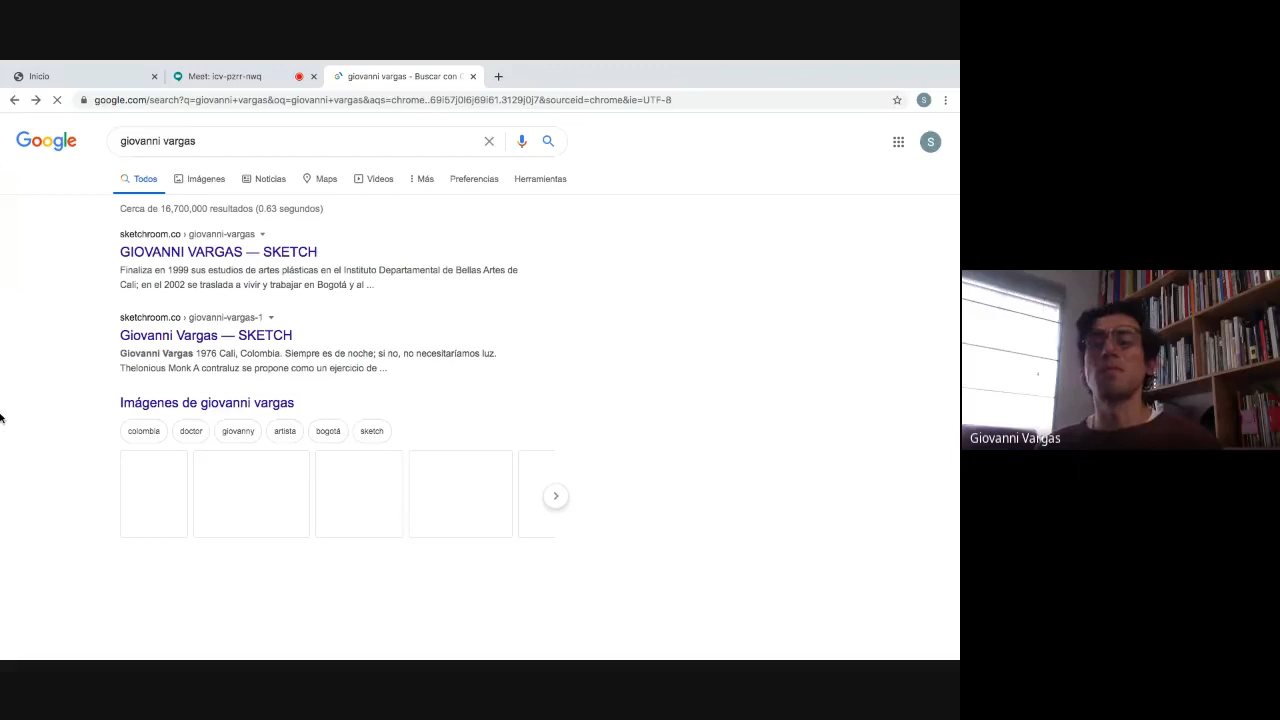 Inicio
Meet: icv-pzrr-nwq
giovanni vargas - Buscar con
google.com/search?q=giovanni+vargas&oq=giovanni+vargas&aqs=chrome..69i57j0l6j69i61.3129j0j7&sourceid=chrome&ie=UTF-8
S
Google
giovanni vargas
S
Todos
Imágenes
Noticias
Maps
Videos
Más
Preferencias
Herramientas
Cerca de 16,700,000 resultados (0.63 segundos)
sketchroom.co › giovanni-vargas
GIOVANNI VARGAS — SKETCH
Finaliza en 1999 sus estudios de artes plásticas en el Instituto Departamental de Bellas Artes de
Cali; en el 2002 se traslada a vivir y trabajar en Bogotá y al ...
sketchroom.co › giovanni-vargas-1
Giovanni Vargas — SKETCH
Giovanni Vargas 1976 Cali, Colombia. Siempre es de noche; si no, no necesitaríamos luz.
Thelonious Monk A contraluz se propone como un ejercicio de ...
Imágenes de giovanni vargas
colombia
doctor
giovanny
artista
bogotá
sketch
Giovanni Vargas